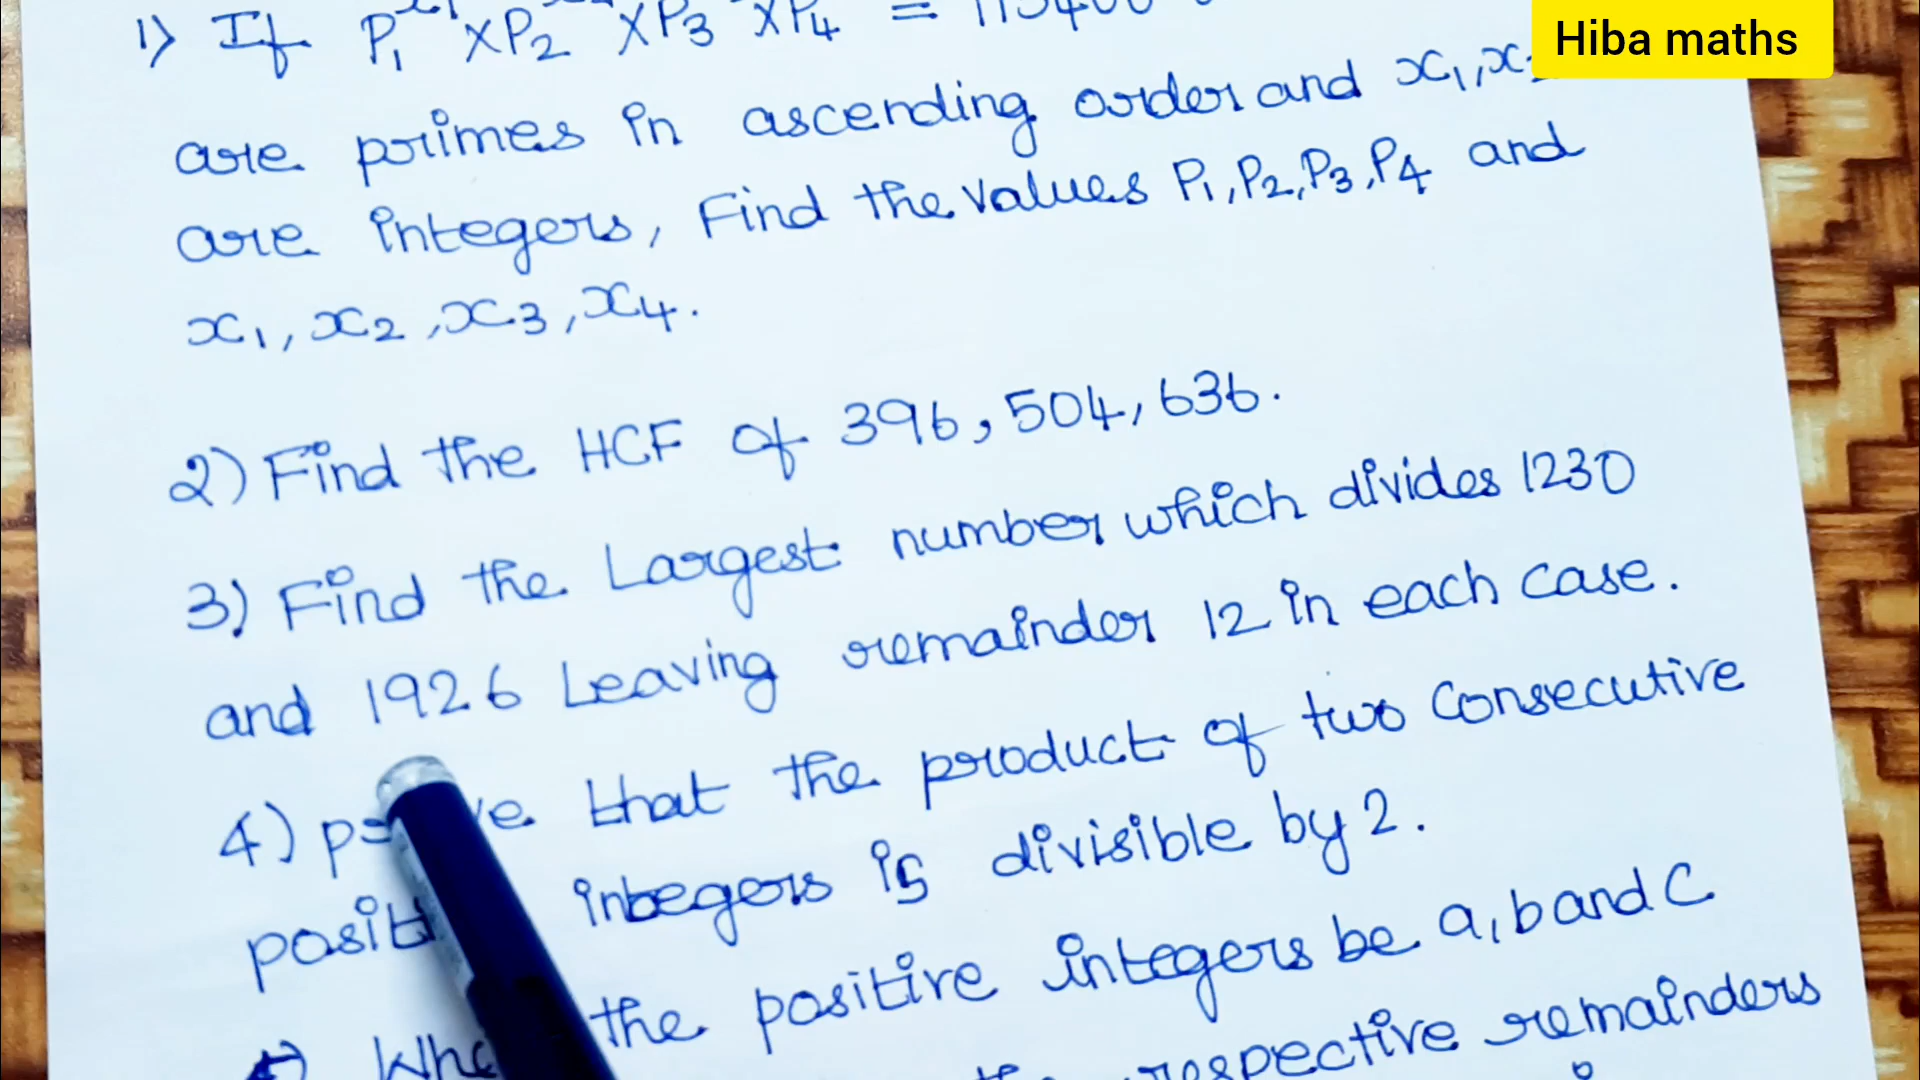 Hiba maths
1) If P₁ˣ¹ × P₂ × P₃ × P₄ = 113400
are primes in ascending order and x₁, x₂
are integers, Find the values P₁, P₂, P₃, P₄ and
x₁, x₂, x₃, x₄.
2) Find the HCF of 396, 504, 636.
3) Find the Largest number which divides 1230
and 1926 Leaving remainder 12 in each case.
4) that the product of two Consecutive
integers is divisible by 2.
the positive integers be a, b and C
respective remainders